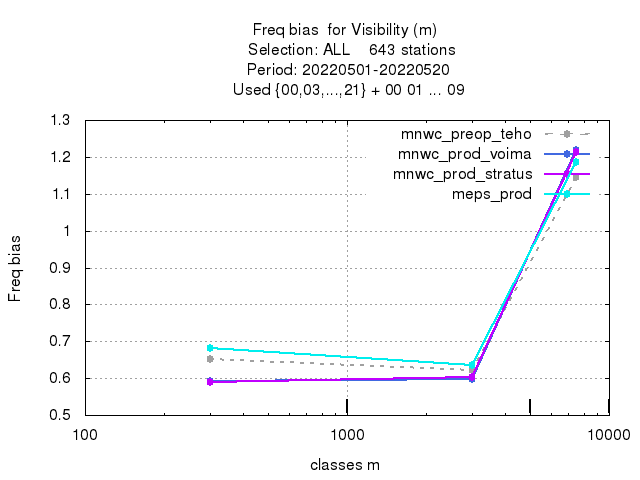 Freq bias  for Visibility (m)
Selection: ALL    643 stations
Period: 20220501-20220520
Used {00,03,...,21} + 00 01 ... 09
mnwc_preop_teho
mnwc_prod_voima
mnwc_prod_stratus
meps_prod
1.3
1.2
1.1
1
0.9
0.8
0.7
0.6
0.5
Freq bias
100
1000
10000
classes m